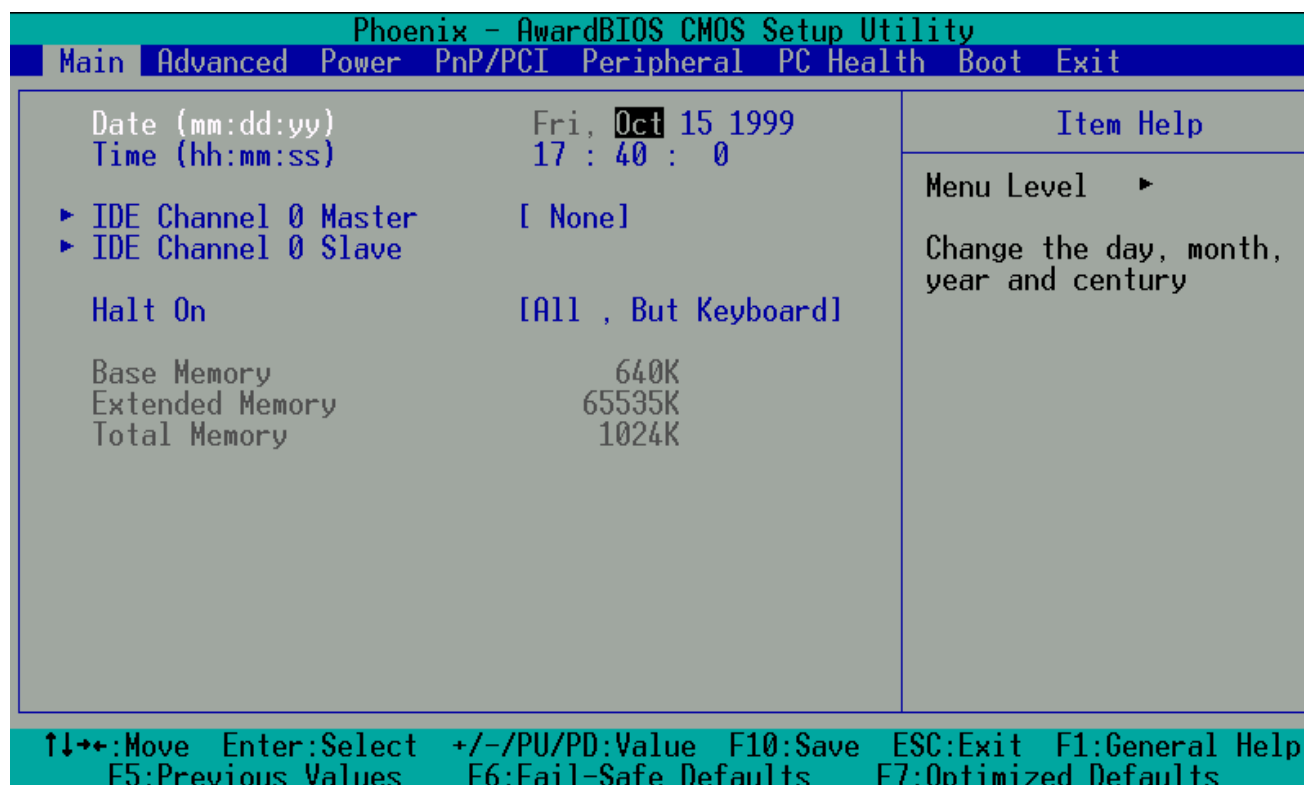 Phoenix - AwardBIOS CMOS Setup Utility
Main Advanced Power PnP/PCI Peripheral PC Health Boot Exit
Date (mm:dd:yy) Fri, Oct 15 1999
Time (hh:mm:ss) 17 : 40 : 0
▶ IDE Channel 0 Master [ None]
▶ IDE Channel 0 Slave
Halt On [All , But Keyboard]
Base Memory 640K
Extended Memory 65535K
Total Memory 1024K
Item Help
Menu Level ▶
Change the day, month,
year and century
↑↓→←:Move Enter:Select +/-/PU/PD:Value F10:Save ESC:Exit F1:General Help
F5:Previous Values F6:Fail-Safe Defaults F7:Optimized Defaults